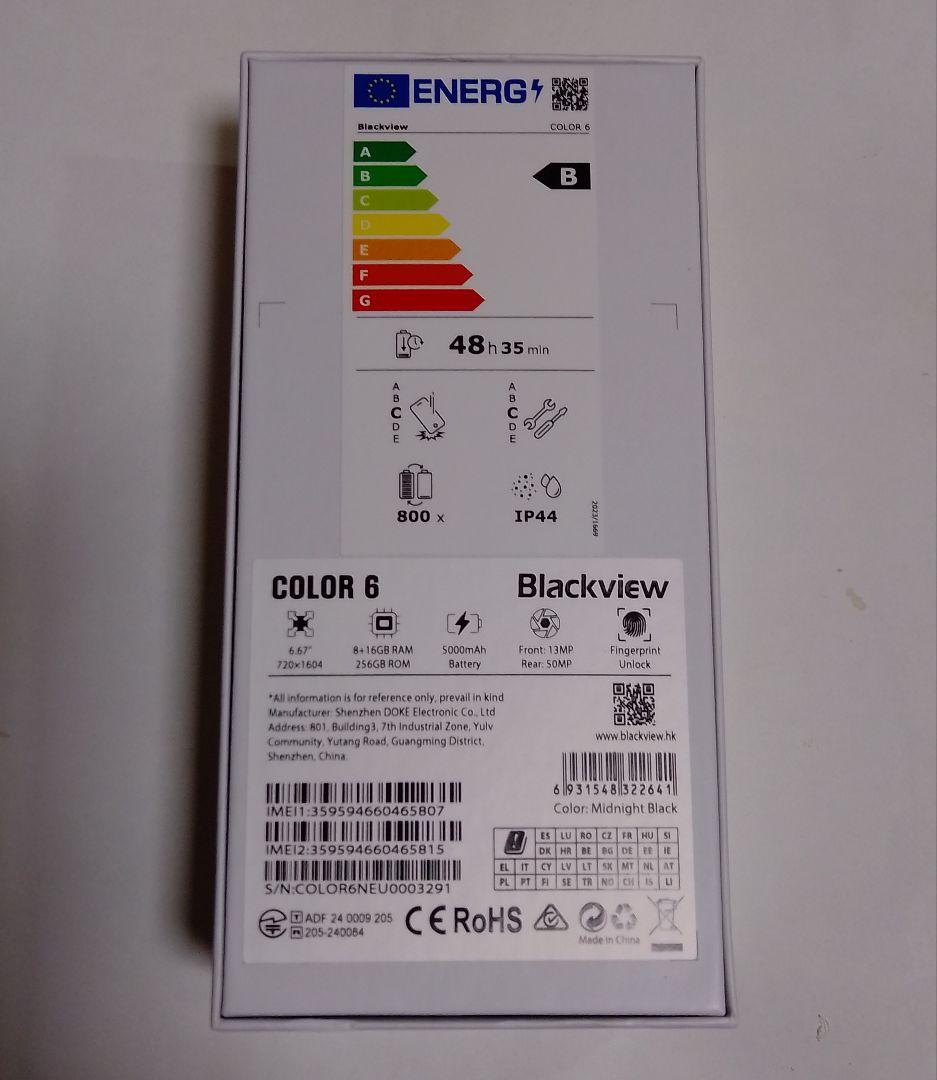 ENERG
Blackview COLOR 6
A
B B
C
D
E
F
G
48 h 35 min
A A
B B
C C
D D
E E
800 x IP44
2023/1669
COLOR 6 Blackview
6.67" 8+16GB RAM 5000mAh Front: 13MP Fingerprint
720×1604 256GB ROM Battery Rear: 50MP Unlock
*All information is for reference only, prevail in kind
Manufacturer: Shenzhen DOKE Electronic Co., Ltd
Address: 801, Building3, 7th Industrial Zone, Yulv
Community, Yutang Road, Guangming District,
Shenzhen, China.
www.blackview.hk
6 931548 322641
Color: Midnight Black
IMEI1:359594660465807
IMEI2:359594660465815
S/N:COLOR6NEU0003291
ES LU RO CZ FR HU SI
DK HR BE BG DE EE IE
EL IT CY LV LT SK MT NL AT
PL PT FI SE TR NO CH IS LI
T ADF 24 0009 205
R 205-240084
CE RoHS
Made in China